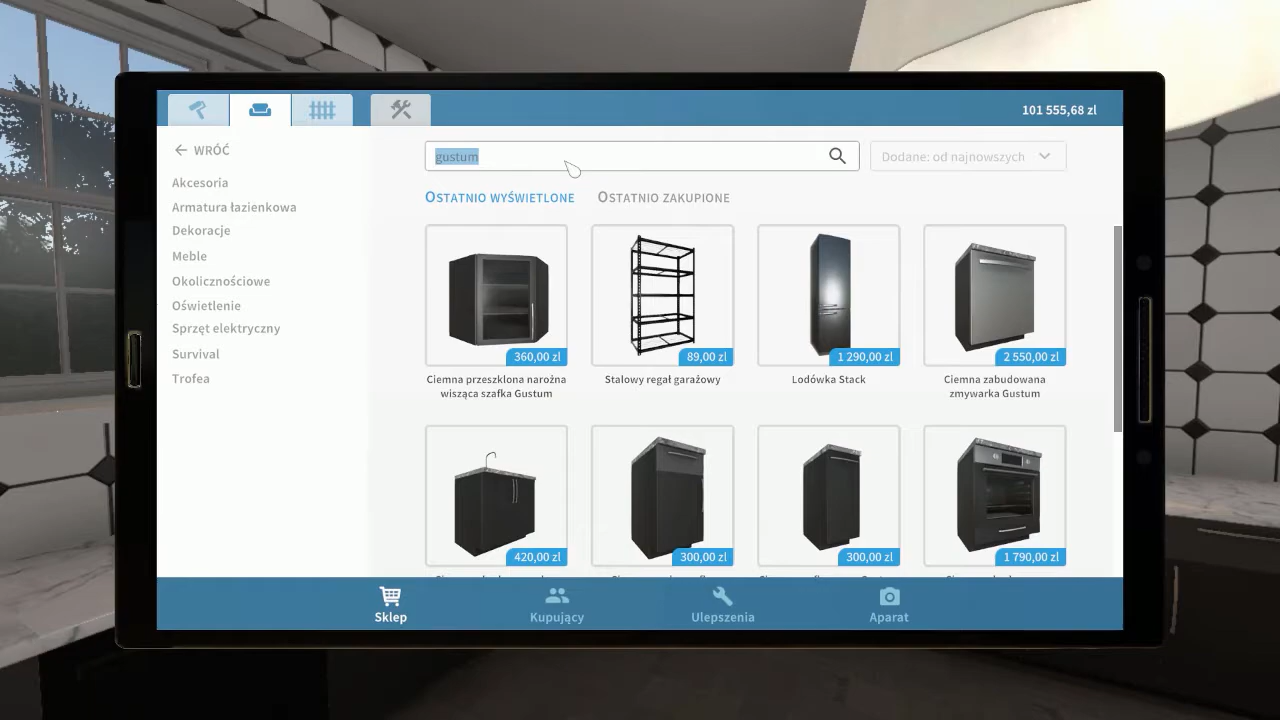 101 555,68 zl
WRÓĆ
gustum
Dodane: od najnowszych
Akcesoria
Armatura łazienkowa
Dekoracje
Meble
Okolicznościowe
Oświetlenie
Sprzęt elektryczny
Survival
Trofea
OSTATNIO WYŚWIETLONE
OSTATNIO ZAKUPIONE
360,00 zl
89,00 zl
1 290,00 zl
2 550,00 zl
Ciemna przeszklona narożna
wisząca szafka Gustum
Stalowy regał garażowy
Lodówka Stack
Ciemna zabudowana
zmywarka Gustum
420,00 zl
300,00 zl
300,00 zl
1 790,00 zl
Sklep
Kupujący
Ulepszenia
Aparat